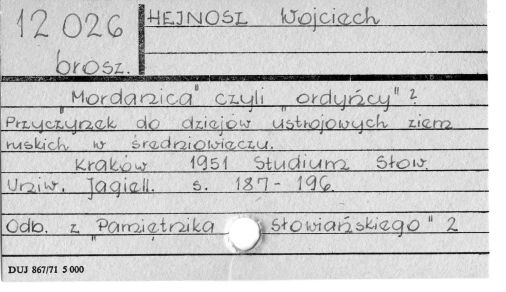 12 026
brosz.
HEJNOSZ Wojciech
"Mordanica" czyli "ordyńcy" ?
Przyczynek do dziejów ustrojowych ziem
ruskich w średniowieczu.
Kraków 1951 Studium Słow.
Uniw. Jagiell. s. 187-196.
Odb. z "Pamiętnika Słowiańskiego" 2
DUJ 867/71 5 000